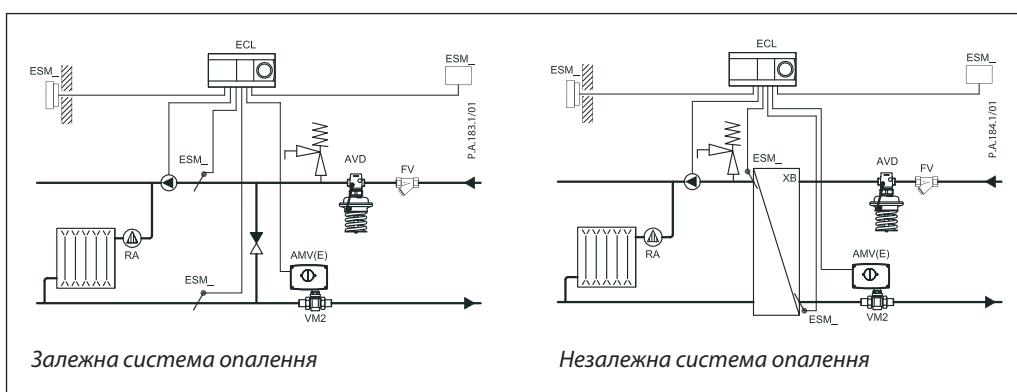 ECL
ESM_
ESM_
P.A.183.1/01
ESM_
AVD
FV
RA
ESM_
AMV(E)
VM2
Залежна система опалення
ECL
ESM_
ESM_
P.A.184.1/01
ESM_
XB
AVD
FV
RA
AMV(E)
ESM_
VM2
Незалежна система опалення